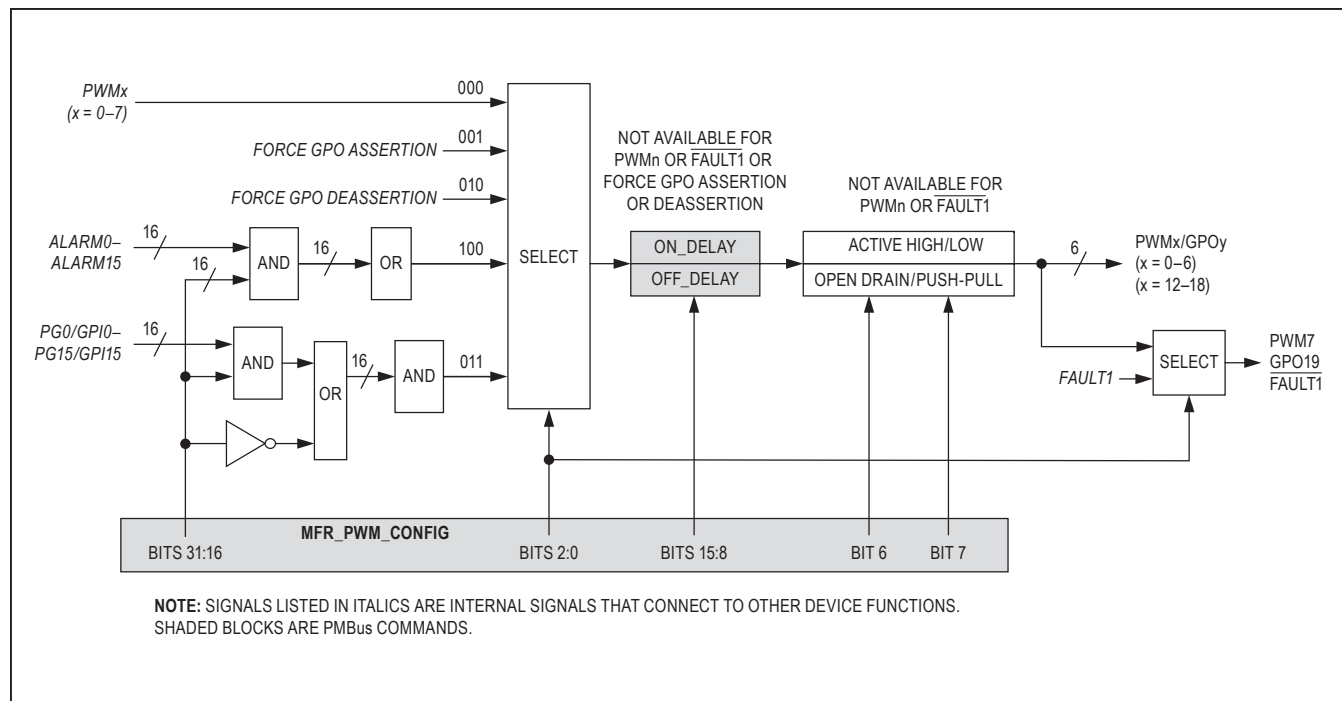 PWMx
(x = 0–7)
000
FORCE GPO ASSERTION
001
FORCE GPO DEASSERTION
010
ALARM0–
ALARM15
16
16
AND
16
OR
100
PG0/GPI0–
PG15/GPI15
16
AND
OR
16
AND
011
SELECT
NOT AVAILABLE FOR
PWMn OR FAULT1 OR
FORCE GPO ASSERTION
OR DEASSERTION
ON_DELAY
OFF_DELAY
NOT AVAILABLE FOR
PWMn OR FAULT1
ACTIVE HIGH/LOW
OPEN DRAIN/PUSH-PULL
6
PWMx/GPOy
(x = 0–6)
(x = 12–18)
FAULT1
SELECT
PWM7
GPO19
FAULT1
MFR_PWM_CONFIG
BITS 31:16
BITS 2:0
BITS 15:8
BIT 6
BIT 7
NOTE: SIGNALS LISTED IN ITALICS ARE INTERNAL SIGNALS THAT CONNECT TO OTHER DEVICE FUNCTIONS.
SHADED BLOCKS ARE PMBus COMMANDS.